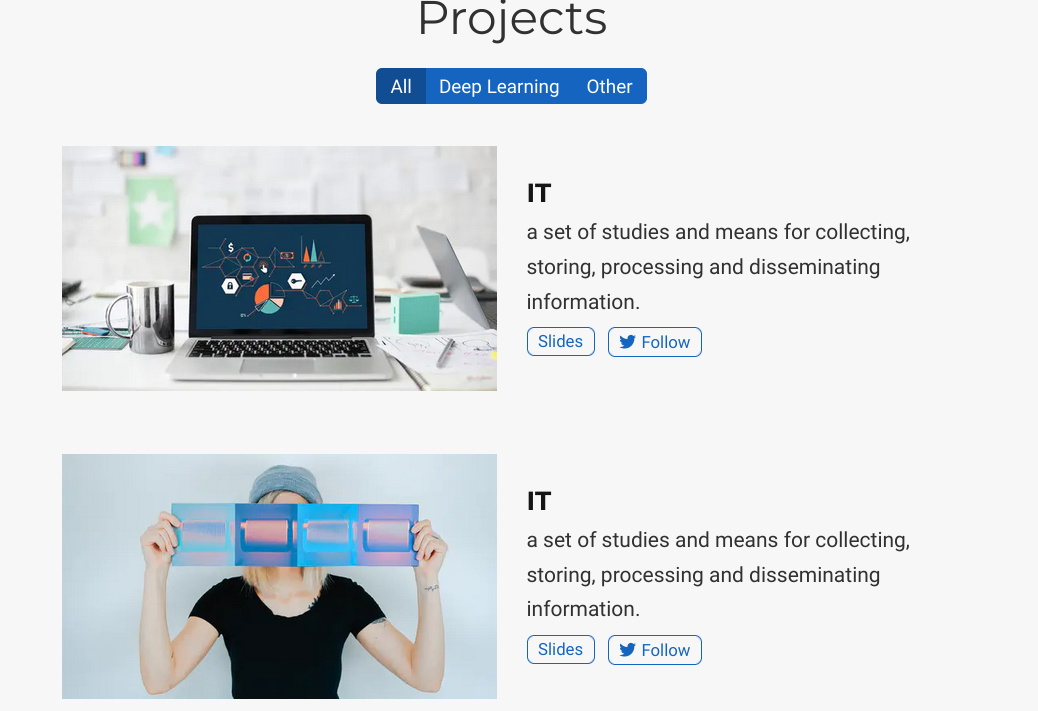 Projects
All Deep Learning Other
IT
a set of studies and means for collecting,
storing, processing and disseminating
information.
Slides Follow
IT
a set of studies and means for collecting,
storing, processing and disseminating
information.
Slides Follow